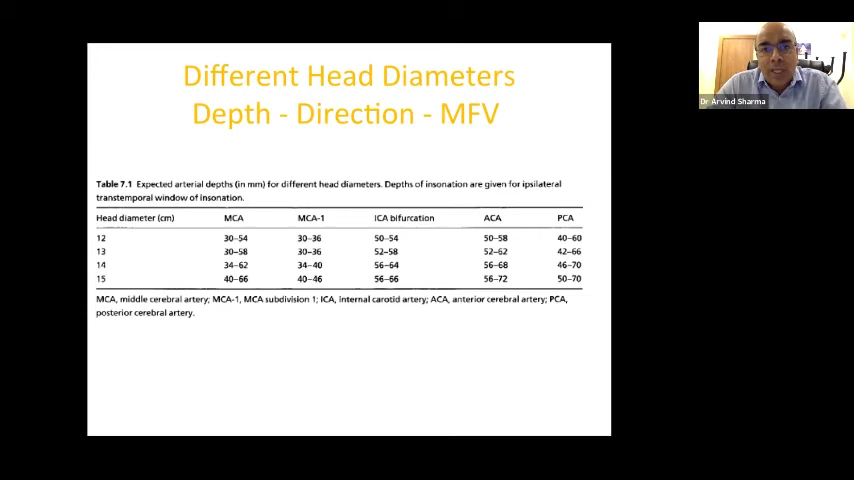 Different Head Diameters
Depth - Direction - MFV
Table 7.1 Expected arterial depths (in mm) for different head diameters. Depths of insonation are given for ipsilateral
transtemporal window of insonation.
Head diameter (cm) MCA MCA-1 ICA bifurcation ACA PCA
12 30–54 30–36 50–54 50–58 40–60
13 30–58 30–36 52–58 52–62 42–66
14 34–62 34–40 56–64 56–68 46–70
15 40–66 40–46 56–66 56–72 50–70
MCA, middle cerebral artery; MCA-1, MCA subdivision 1; ICA, internal carotid artery; ACA, anterior cerebral artery; PCA,
posterior cerebral artery.
Dr Arvind Sharma